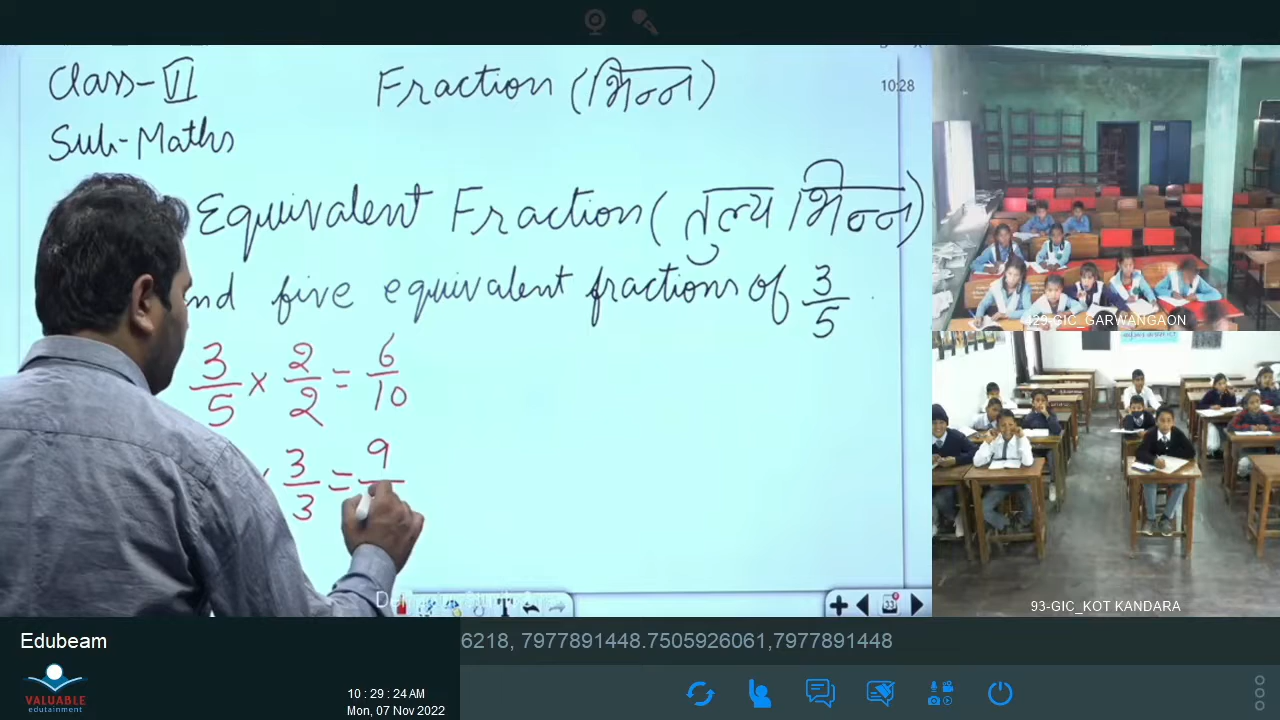 10:28
Class-VI
Fraction (भिन्न)
Sub-Maths
Equivalent Fraction (तुल्य भिन्न)
nd five equivalent fractions of 3/5
3/5 × 2/2 = 6/10
× 3/3 = 9
429-GIC_GARWANGAON
93-GIC_KOT KANDARA
Edubeam
6218, 7977891448.7505926061,7977891448
VALUABLE
edutainment
10 : 29 : 24 AM
Mon, 07 Nov 2022